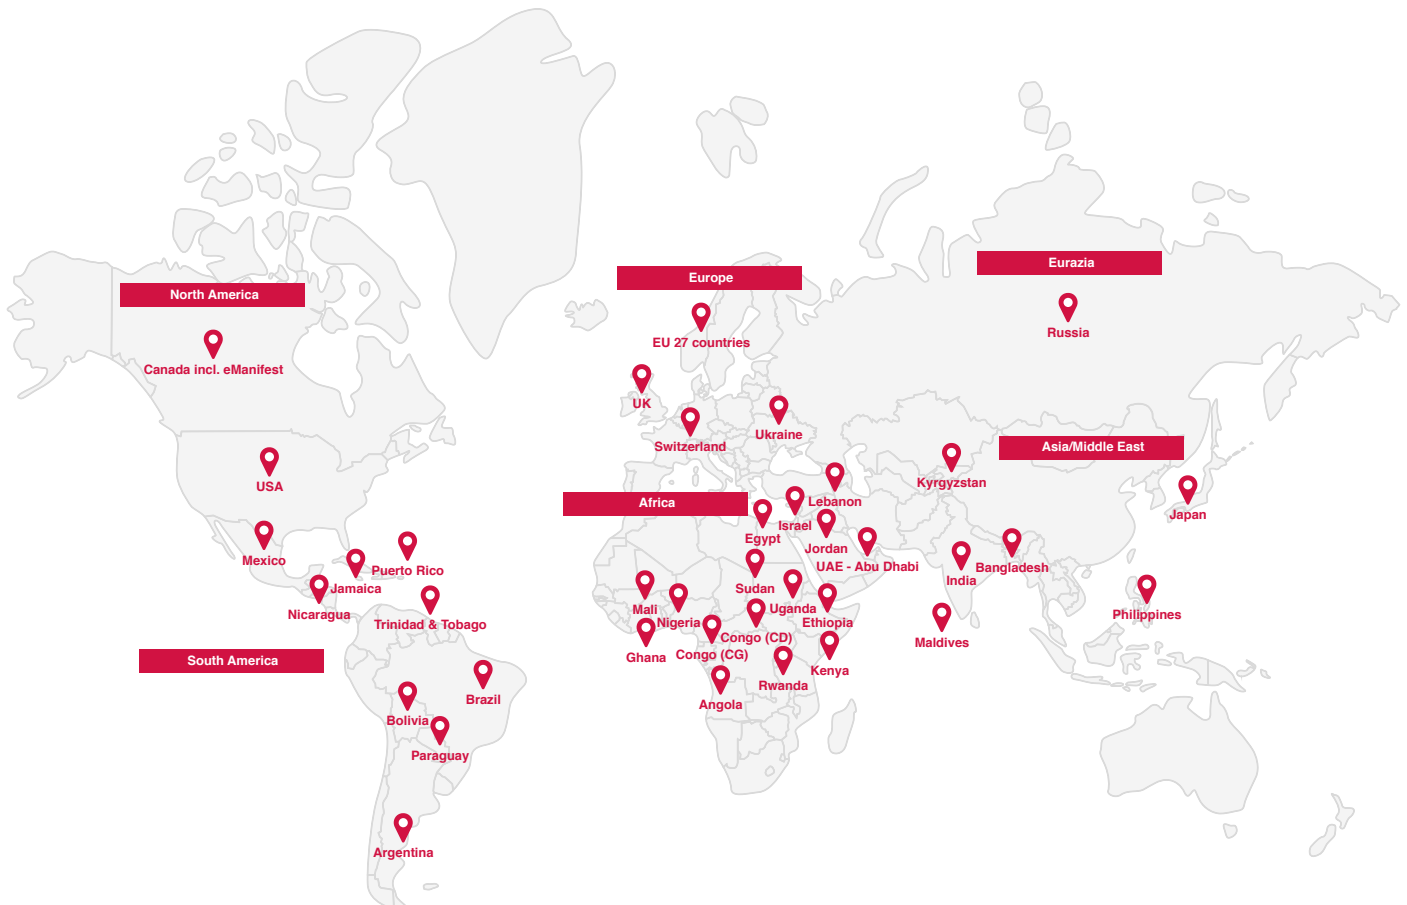 Eurazia
Europe
North America
EU 27 countries
Russia
Canada incl. eManifest
UK
Ukraine
Switzerland
Asia/Middle East
Kyrgyzstan
USA
Africa
Lebanon
Japan
Israel
Egypt
Jordan
Mexico
Puerto Rico
UAE - Abu Dhabi
Bangladesh
India
Jamaica
Sudan
Mali
Uganda
Nicaragua
Trinidad & Tobago
Nigeria
Ethiopia
Philippines
Congo (CD)
Maldives
Ghana
Congo (CG)
South America
Kenya
Rwanda
Brazil
Angola
Bolivia
Paraguay
Argentina